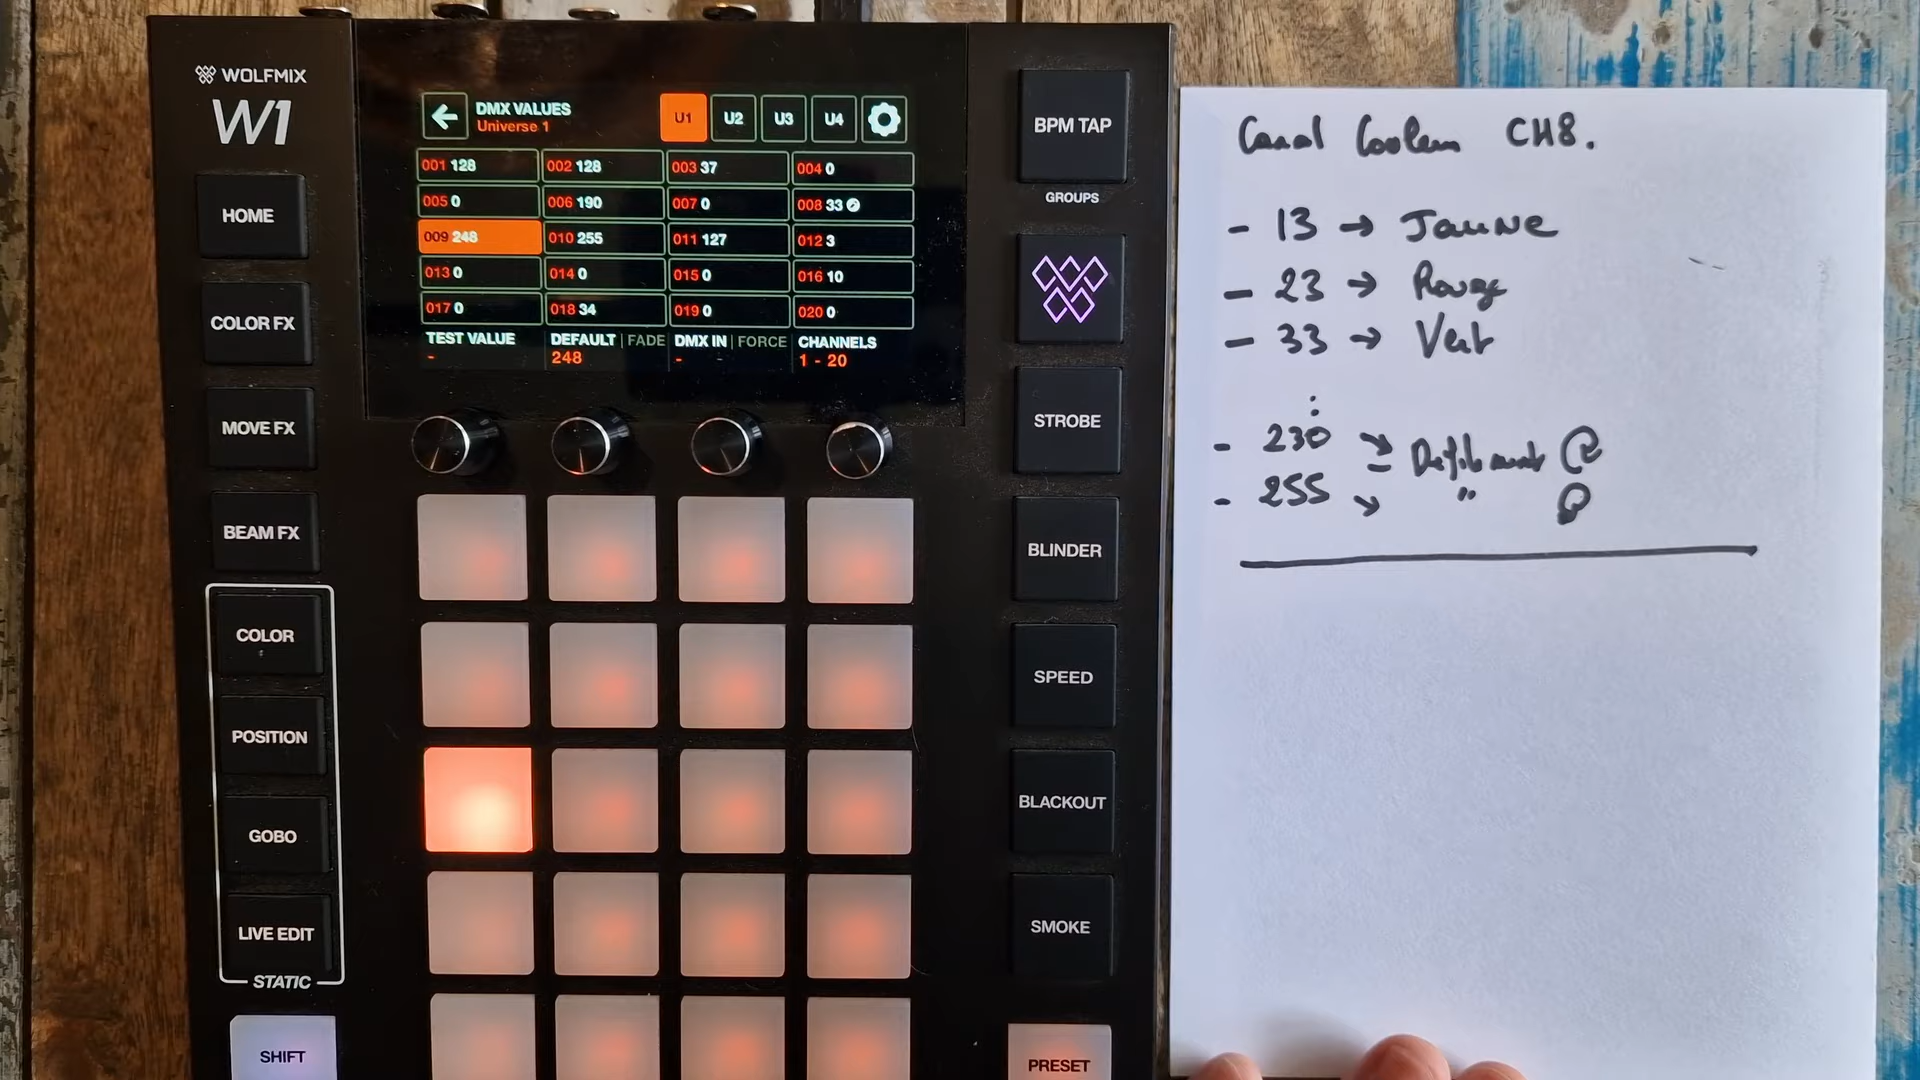 WOLFMIX
W1
DMX VALUES
Universe 1
U1 U2 U3 U4
001 128 002 128 003 37 004 0
005 0 006 190 007 0 008 33
009 248 010 255 011 127 012 3
013 0 014 0 015 0 016 10
017 0 018 34 019 0 020 0
TEST VALUE DEFAULT | FADE DMX IN | FORCE CHANNELS
- 248 - 1 - 20
HOME
COLOR FX
MOVE FX
BEAM FX
COLOR
POSITION
GOBO
LIVE EDIT
STATIC
SHIFT
BPM TAP
GROUPS
STROBE
BLINDER
SPEED
BLACKOUT
SMOKE
PRESET
Canal Couleur CH8.
- 13 → Jaune
- 23 → Rouge
- 33 → Vert
:
- 230 →
- 255 → "